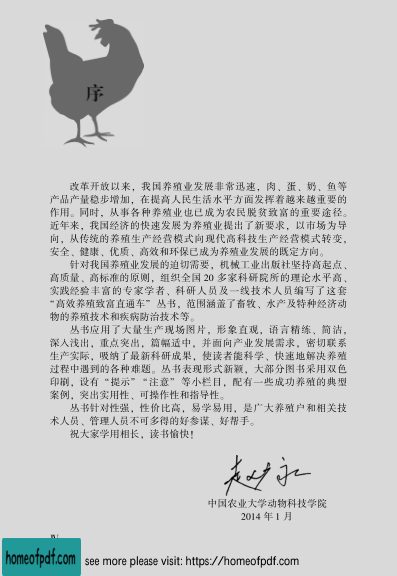 序
改革开放以来，我国养殖业发展非常迅速，肉、蛋、奶、鱼等
产品产量稳步增加，在提高人民生活水平方面发挥着越来越重要的
作用。同时，从事各种养殖业也已成为农民脱贫致富的重要途径。
近年来，我国经济的快速发展为养殖业提出了新要求，以市场为导
向，从传统的养殖生产经营模式向现代高科技生产经营模式转变，
安全、健康、优质、高效和环保已成为养殖业发展的既定方向。
针对我国养殖业发展的迫切需要，机械工业出版社坚持高起点、
高质量、高标准的原则，组织全国 20 多家科研院所的理论水平高、
实践经验丰富的专家学者、科研人员及一线技术人员编写了这套
“高效养殖致富直通车”丛书，范围涵盖了畜牧、水产及特种经济动
物的养殖技术和疾病防治技术等。
丛书应用了大量生产现场图片，形象直观，语言精练、简洁，
深入浅出，重点突出，篇幅适中，并面向产业发展需求，密切联系
生产实际，吸纳了最新科研成果，使读者能科学、快速地解决养殖
过程中遇到的各种难题。丛书表现形式新颖，大部分图书采用双色
印刷，设有“提示”“注意”等小栏目，配有一些成功养殖的典型
案例，突出实用性、可操作性和指导性。
丛书针对性强，性价比高，易学易用，是广大养殖户和相关技
术人员、管理人员不可多得的好参谋、好帮手。
祝大家学用相长，读书愉快！
中国农业大学动物科技学院
2014 年 1 月
homeofpdf.com
see more please visit: https://homeofpdf.com